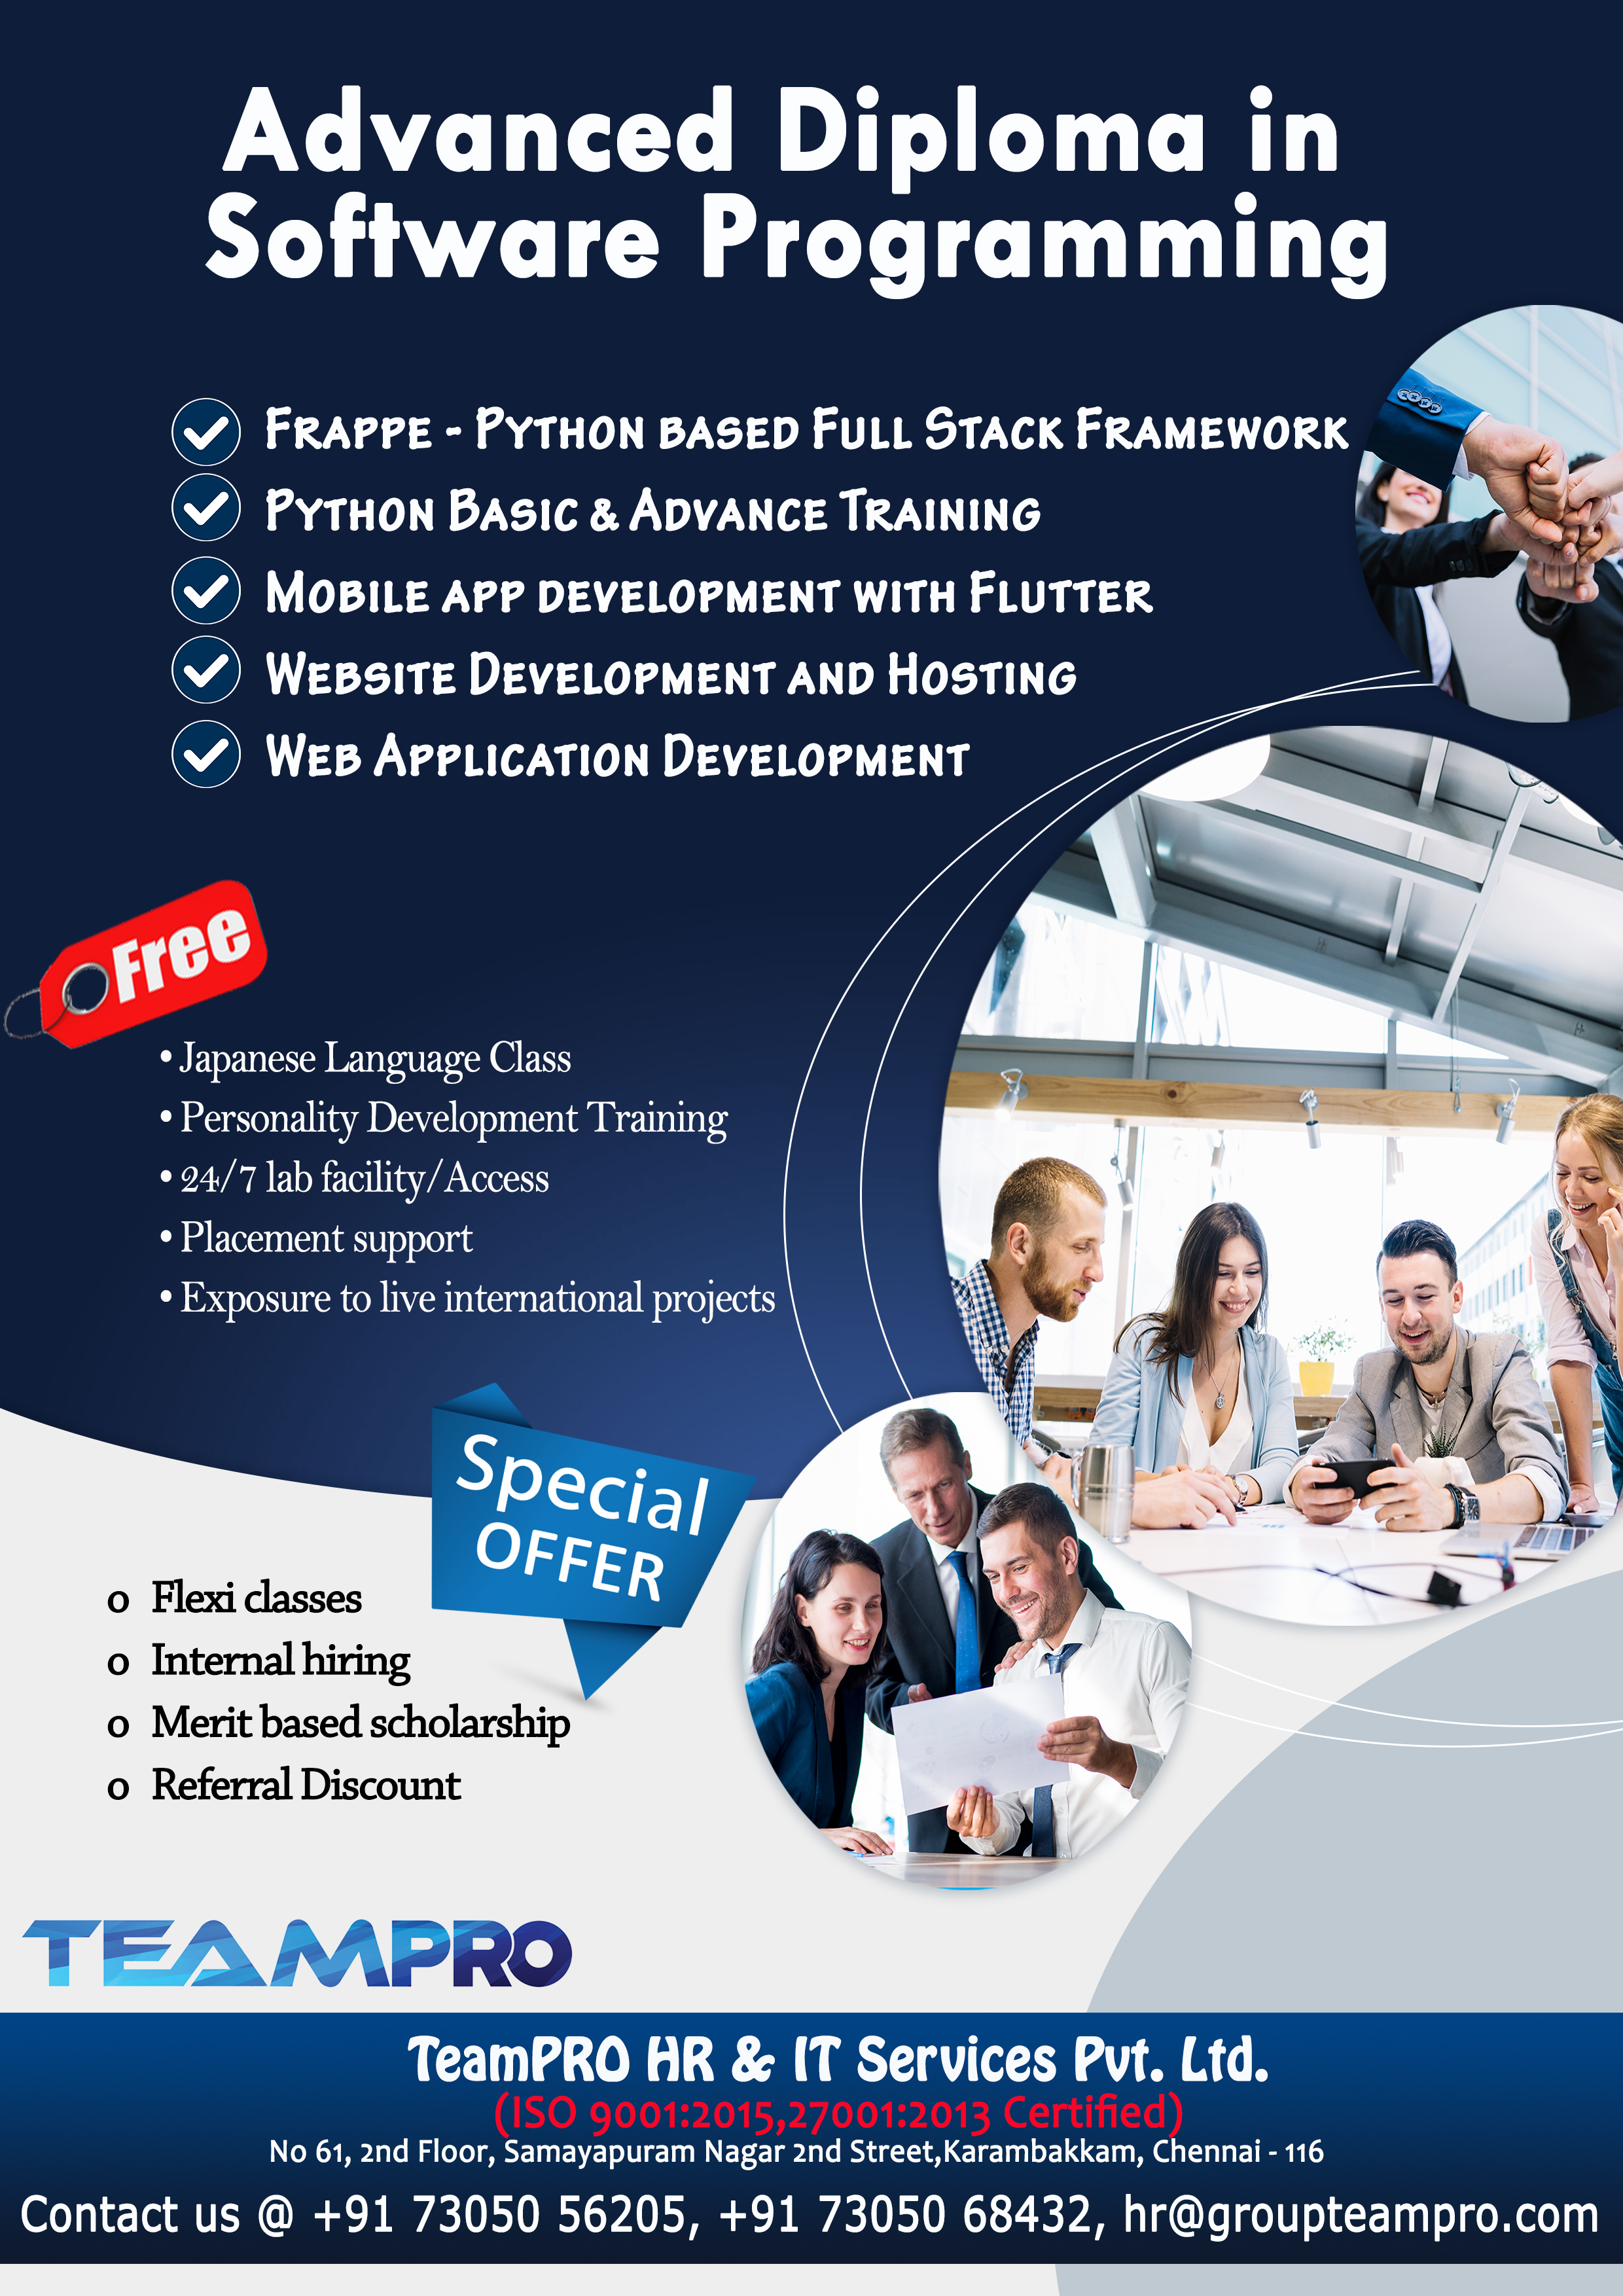 Advanced Diploma in
Software Programming
Frappe - Python based Full Stack Framework
Python Basic & Advance Training
Mobile app development with Flutter
Website Development and Hosting
Web Application Development
Free
• Japanese Language Class
• Personality Development Training
• 24/7 lab facility/Access
• Placement support
• Exposure to live international projects
Special
OFFER
o Flexi classes
o Internal hiring
o Merit based scholarship
o Referral Discount
TEAMPRO
TeamPRO HR & IT Services Pvt. Ltd.
(ISO 9001:2015,27001:2013 Certified)
No 61, 2nd Floor, Samayapuram Nagar 2nd Street,Karambakkam, Chennai - 116
Contact us @ +91 73050 56205, +91 73050 68432, hr@groupteampro.com